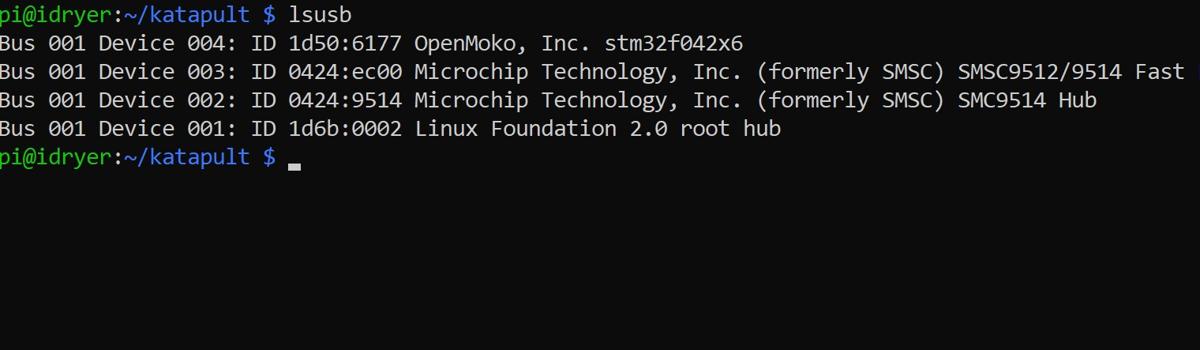 pi@idryer:~/katapult $ lsusb
Bus 001 Device 004: ID 1d50:6177 OpenMoko, Inc. stm32f042x6
Bus 001 Device 003: ID 0424:ec00 Microchip Technology, Inc. (formerly SMSC) SMSC9512/9514 Fast
Bus 001 Device 002: ID 0424:9514 Microchip Technology, Inc. (formerly SMSC) SMC9514 Hub
Bus 001 Device 001: ID 1d6b:0002 Linux Foundation 2.0 root hub
pi@idryer:~/katapult $